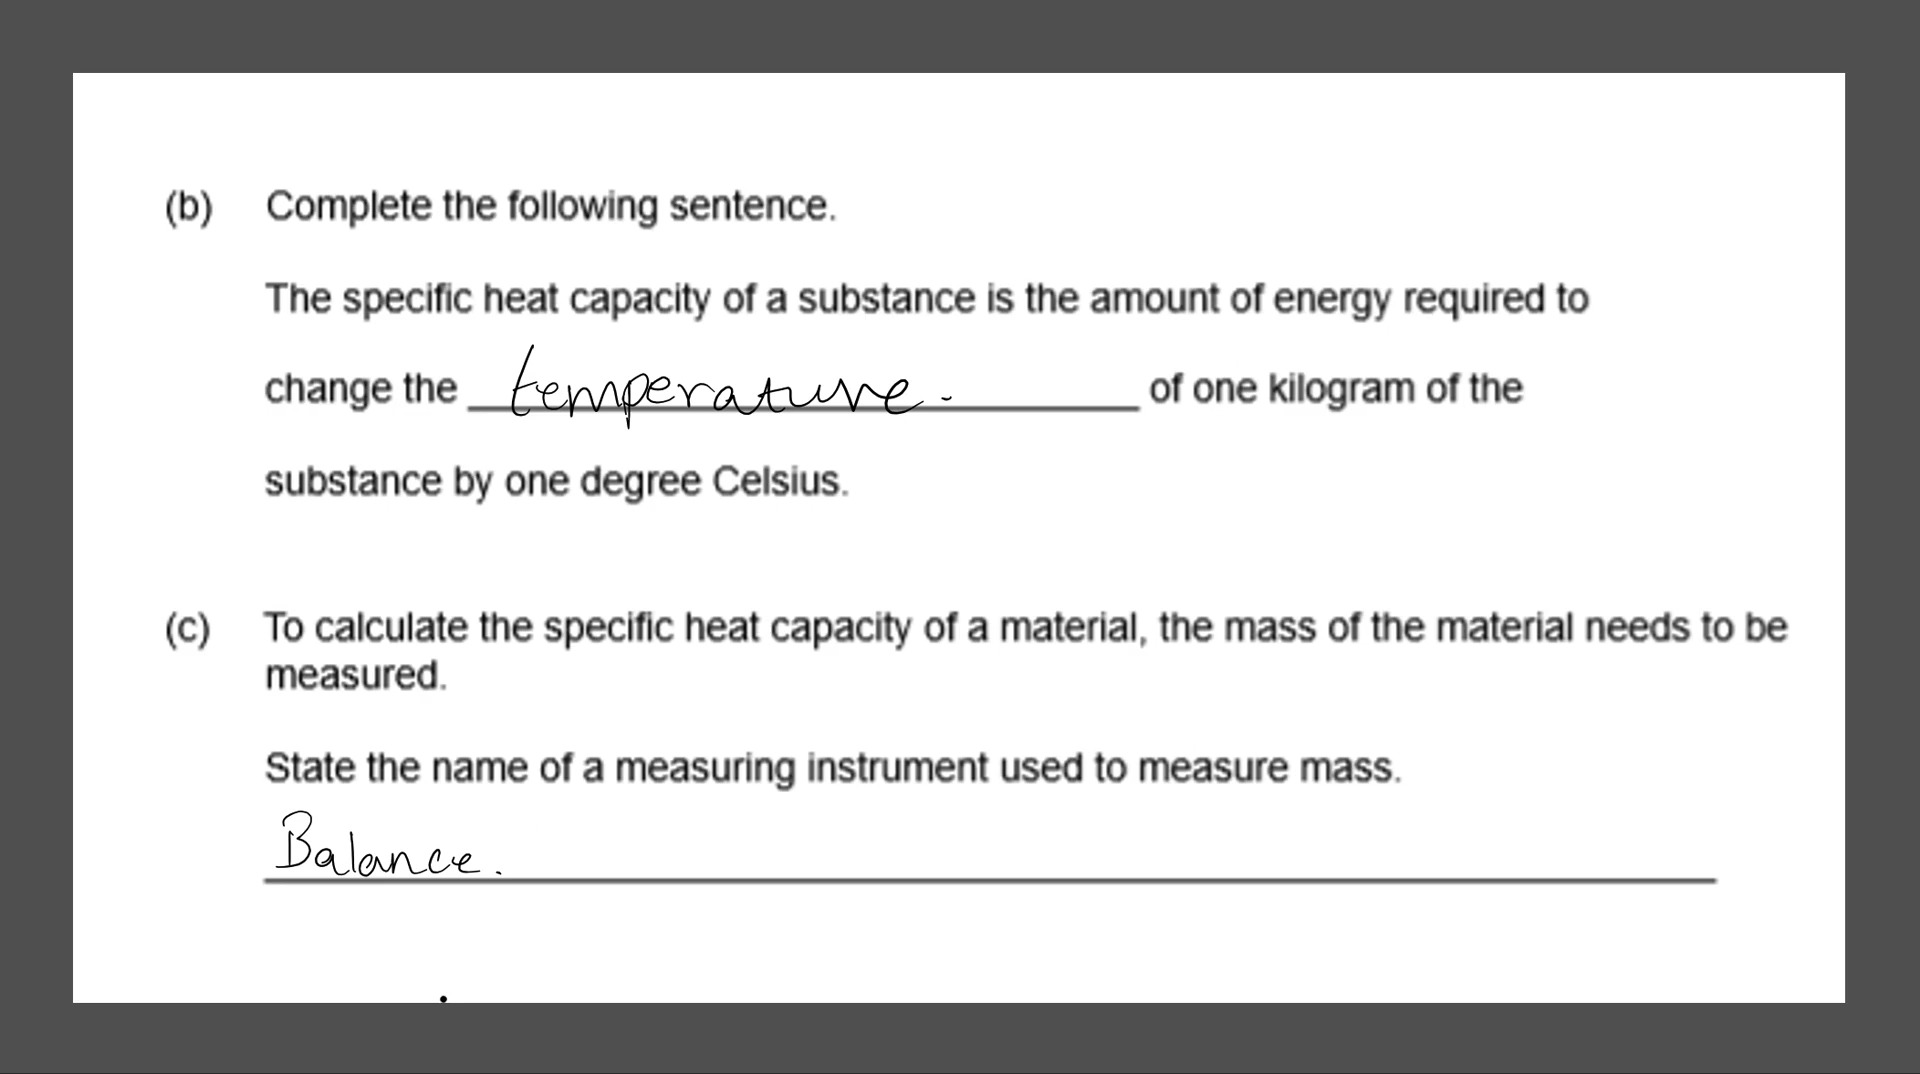 (b) Complete the following sentence.
The specific heat capacity of a substance is the amount of energy required to
change the temperature. of one kilogram of the
substance by one degree Celsius.
(c) To calculate the specific heat capacity of a material, the mass of the material needs to be
measured.
State the name of a measuring instrument used to measure mass.
Balance.